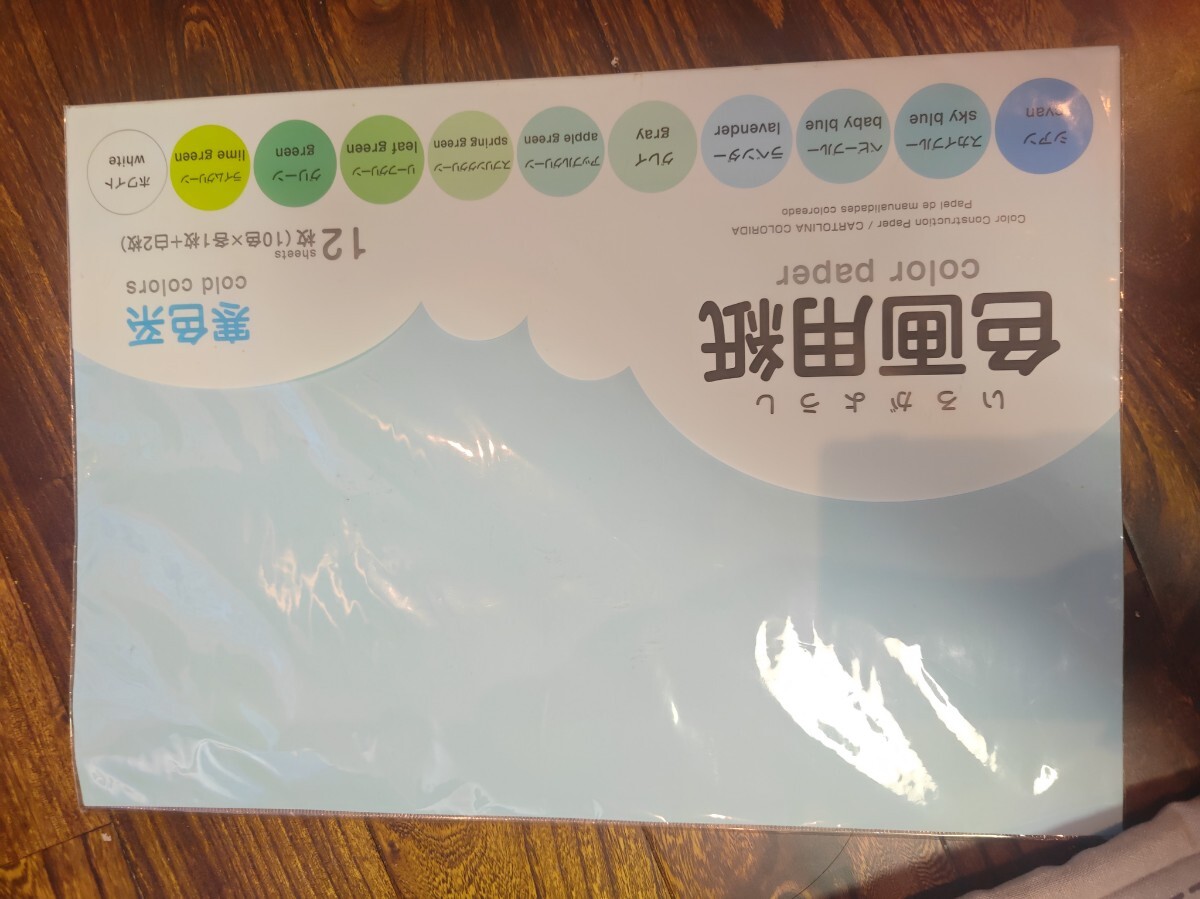 いろがようし
色画用紙
color paper
Color Construction Paper / CARTOLINA COLORIDA
Papel de manualidades coloreado
寒色系
cold colors
12 sheets 枚(10色×各1枚+白2枚)
シアン
cyan
スカイブルー
sky blue
ベビーブルー
baby blue
ラベンダー
lavender
グレイ
gray
アップルグリーン
apple green
スプリンググリーン
spring green
リーフグリーン
leaf green
グリーン
green
ライムグリーン
lime green
ホワイト
white